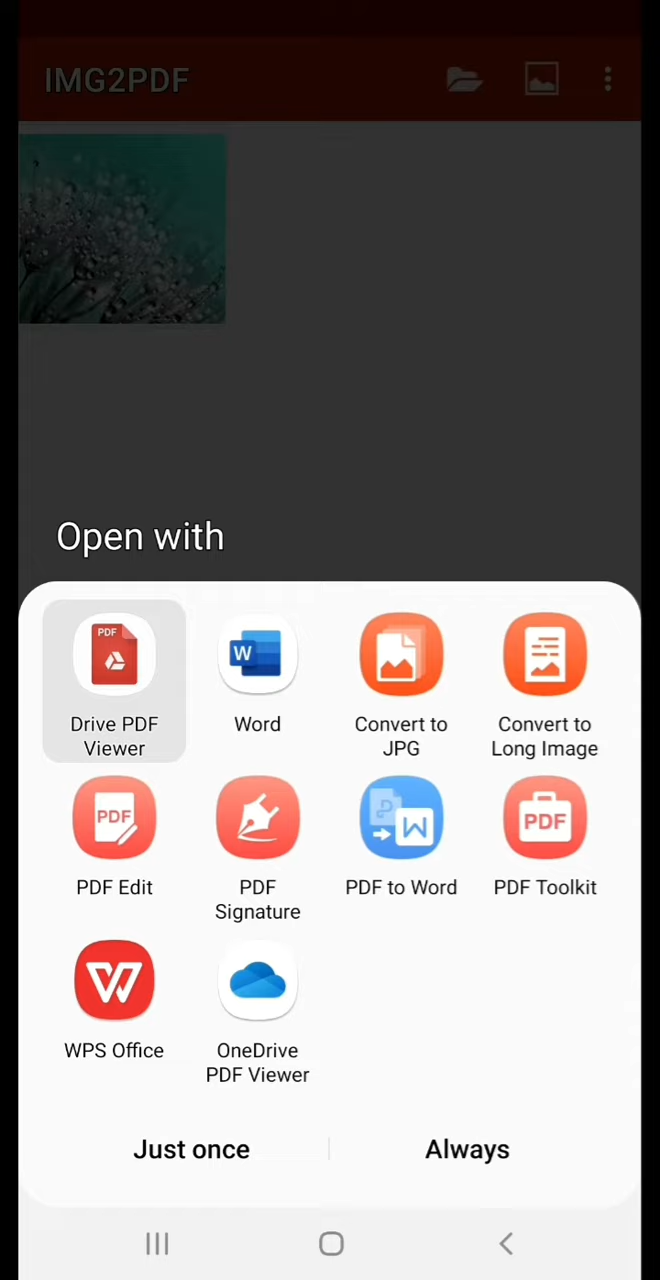 IMG2PDF
Open with
PDF
Drive PDF
Viewer
W
Word
Convert to
JPG
Convert to
Long Image
PDF
PDF Edit
PDF
Signature
P
W
PDF to Word
PDF
PDF Toolkit
W
WPS Office
OneDrive
PDF Viewer
Just once
Always